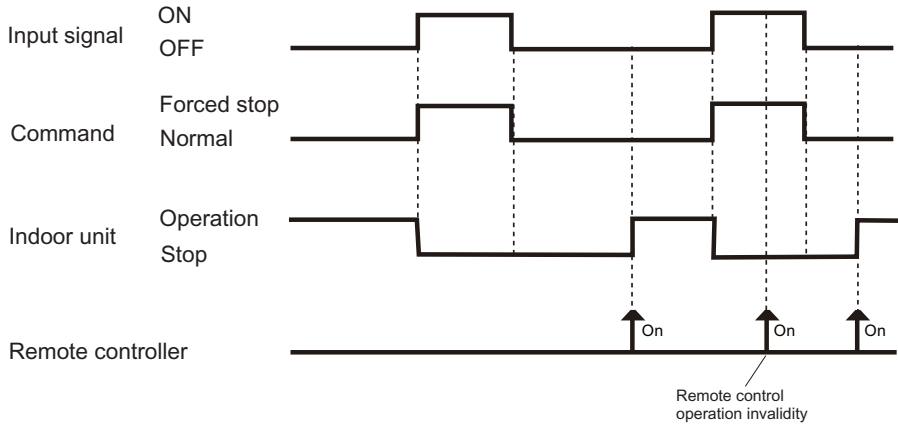 ON
Input signal
OFF
Forced stop
Command
Normal
Operation
Indoor unit
Stop
On
On
On
Remote controller
Remote control
operation invalidity